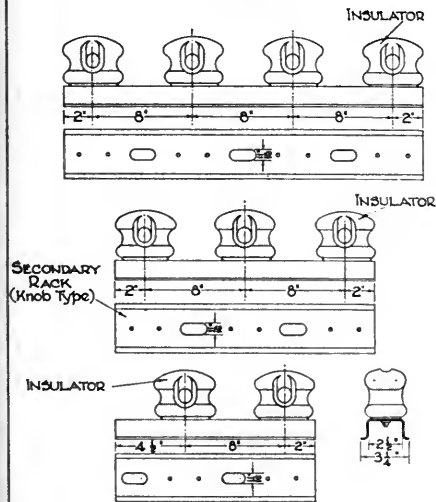 INSULATOR
2" 8" 8" 8" 2"
INSULATOR
SECONDARY
RACK
(Knob Type)
2" 8" 8" 2"
INSULATOR
4 1/2" 8" 2"
2 1/2"
3 1/4"